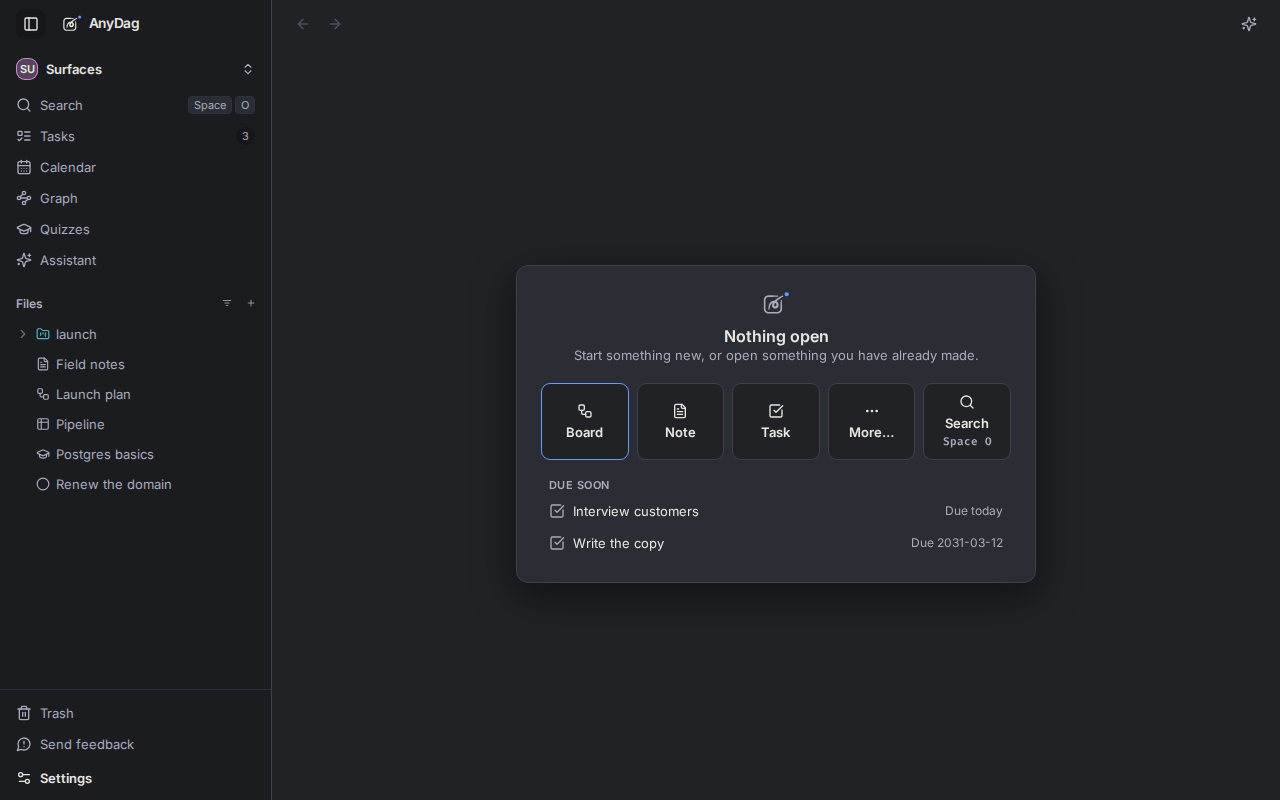 AnyDag
SU Surfaces
Search Space O
Tasks 3
Calendar
Graph
Quizzes
Assistant
Files
launch
Field notes
Launch plan
Pipeline
Postgres basics
Renew the domain
Trash
Send feedback
Settings
Nothing open
Start something new, or open something you have already made.
Board
Note
Task
More...
Search
Space O
DUE SOON
Interview customers Due today
Write the copy Due 2031-03-12